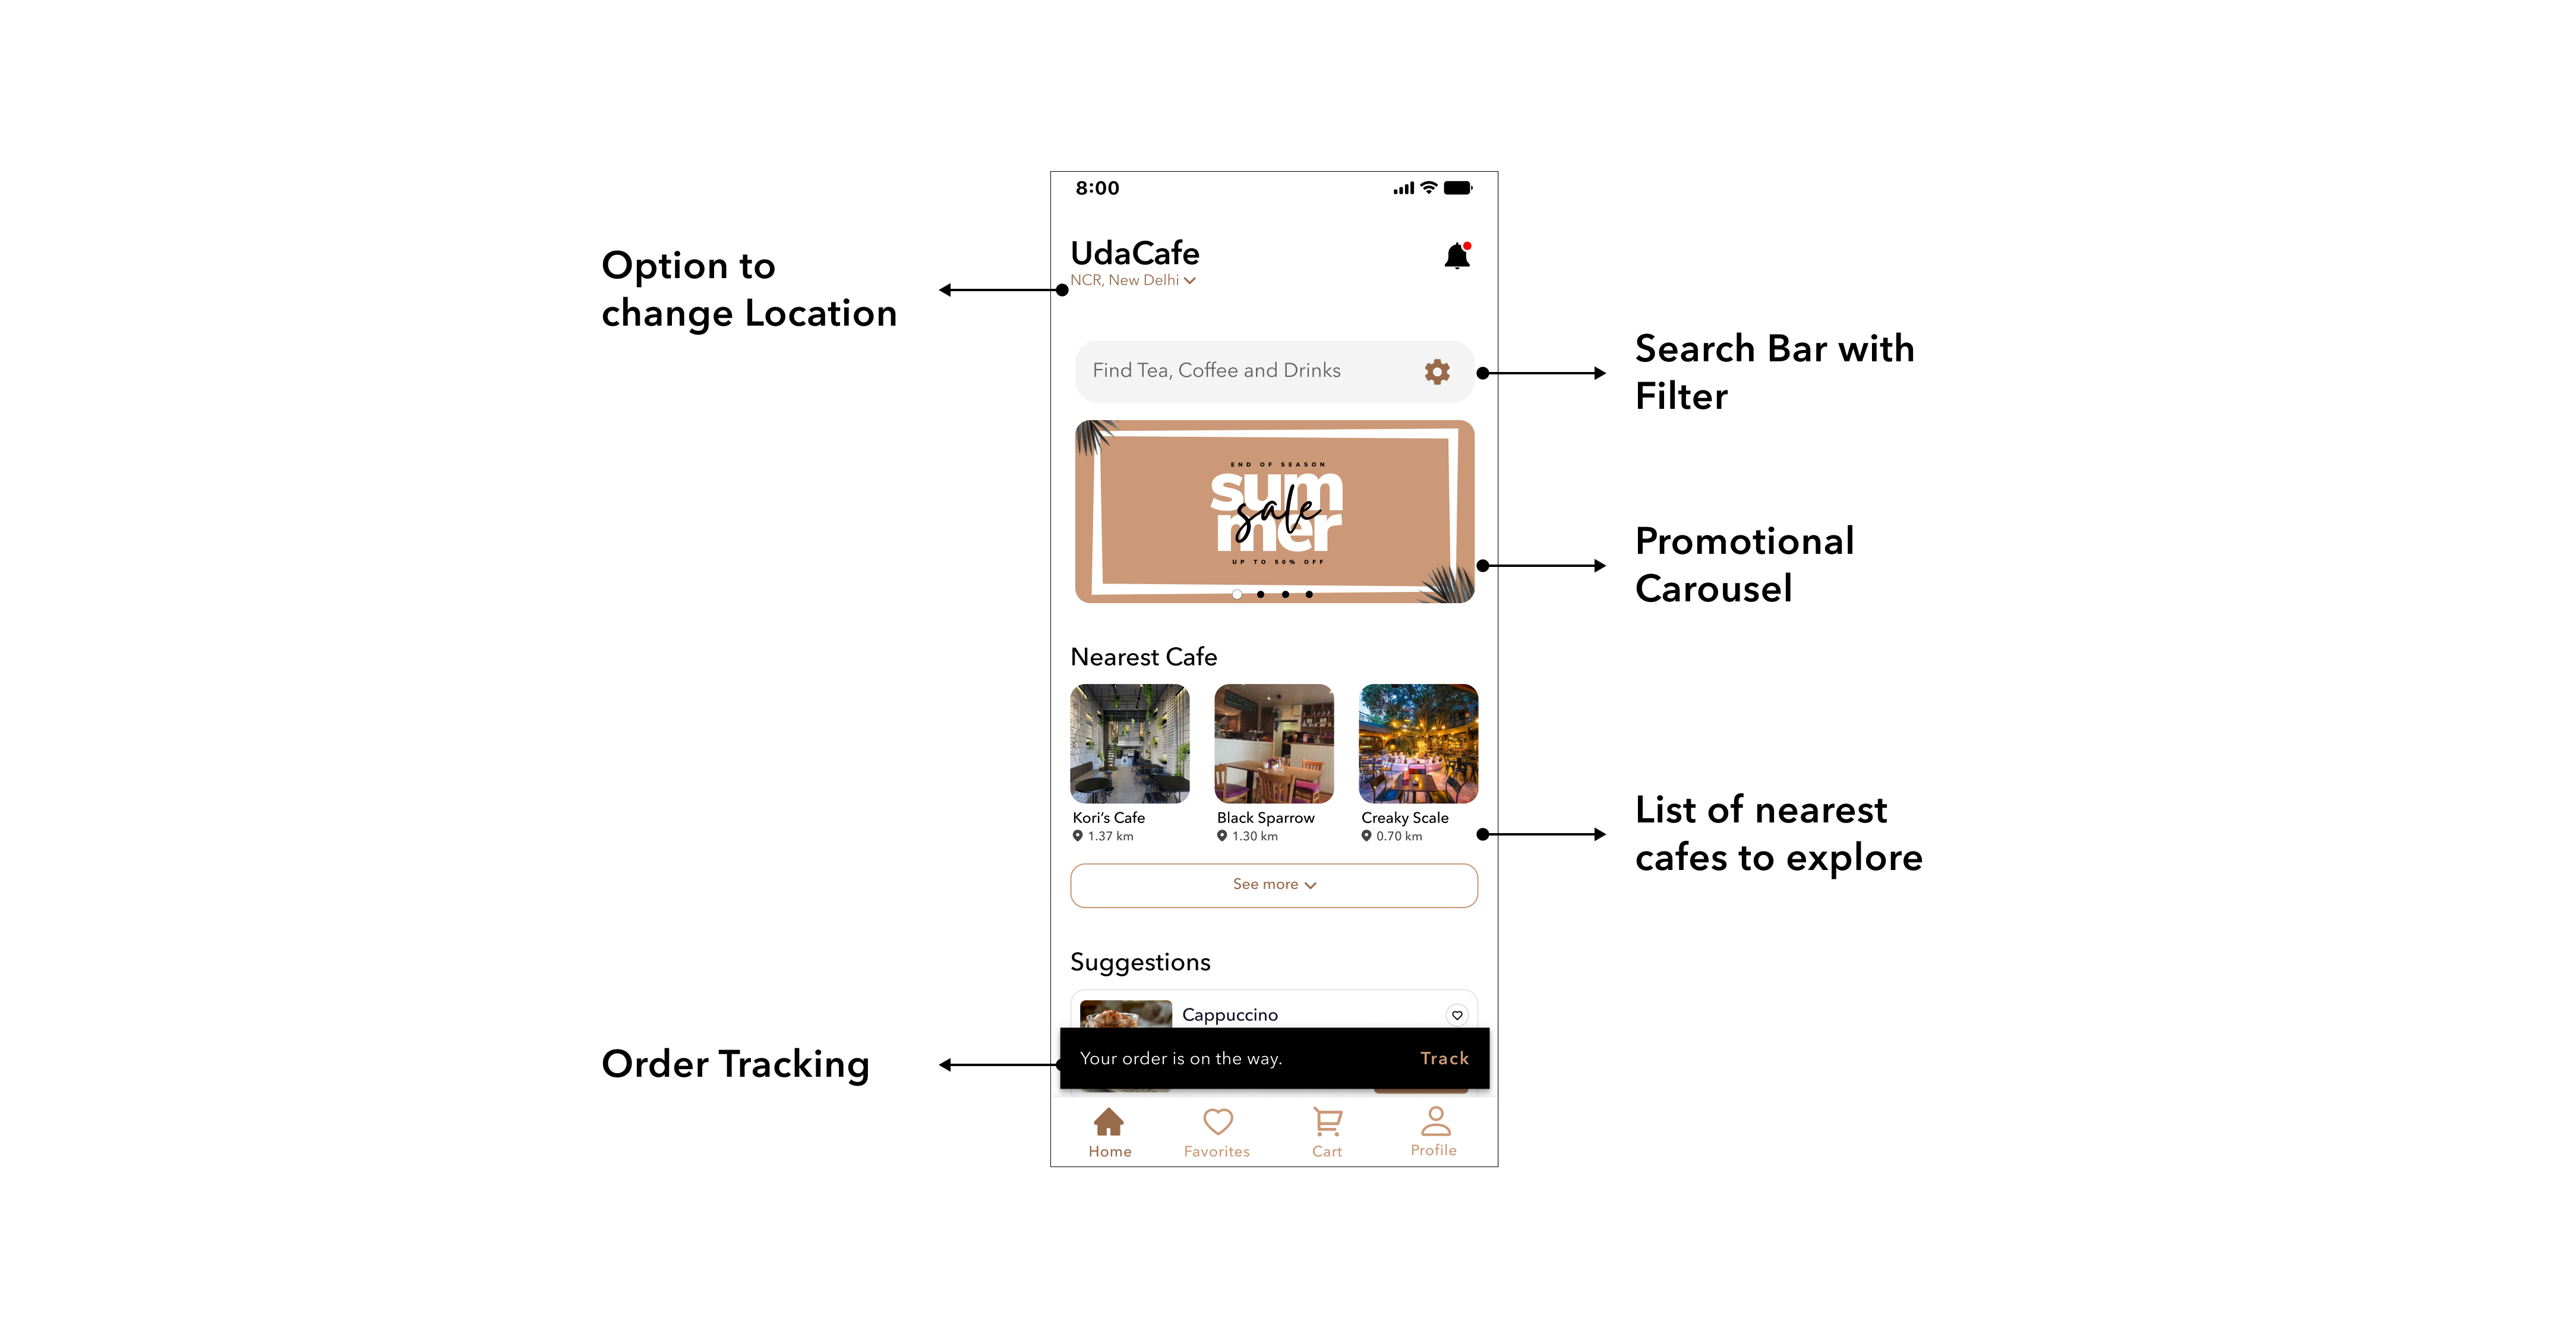 8:00
UdaCafe
NCR, New Delhi
Option to
change Location
Find Tea, Coffee and Drinks
Search Bar with
Filter
END OF SEASON
sum
sale
mer
UP TO 50% OFF
Promotional
Carousel
Nearest Cafe
Kori's Cafe
1.37 km
Black Sparrow
1.30 km
Creaky Scale
0.70 km
List of nearest
cafes to explore
See more
Suggestions
Cappuccino
Order Tracking
Your order is on the way.
Track
Home
Favorites
Cart
Profile